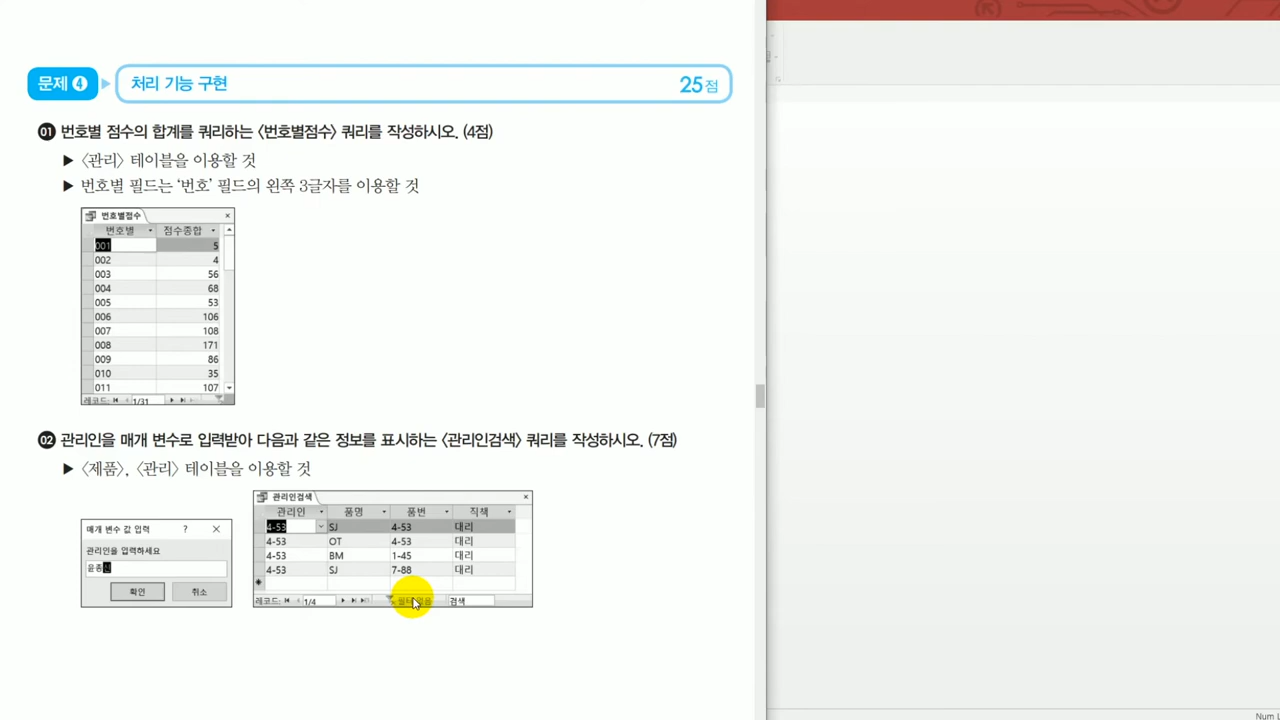 문제 ❹ 처리 기능 구현 25점
01 번호별 점수의 합계를 쿼리하는 〈번호별점수〉 쿼리를 작성하시오. (4점)
▶ 〈관리〉 테이블을 이용할 것
▶ 번호별 필드는 '번호' 필드의 왼쪽 3글자를 이용할 것
번호별점수 ×
번호별 점수종합
001 5
002 4
003 56
004 68
005 53
006 106
007 108
008 171
009 86
010 35
011 107
레코드: 1/31
02 관리인을 매개 변수로 입력받아 다음과 같은 정보를 표시하는 〈관리인검색〉 쿼리를 작성하시오. (7점)
▶ 〈제품〉, 〈관리〉 테이블을 이용할 것
매개 변수 값 입력 ? ×
관리인을 입력하세요
윤종신
확인 취소
관리인검색 ×
관리인 품명 품번 직책
4-53 SJ 4-53 대리
4-53 OT 4-53 대리
4-53 BM 1-45 대리
4-53 SJ 7-88 대리
레코드: 1/4 필터 없음 검색
Num L